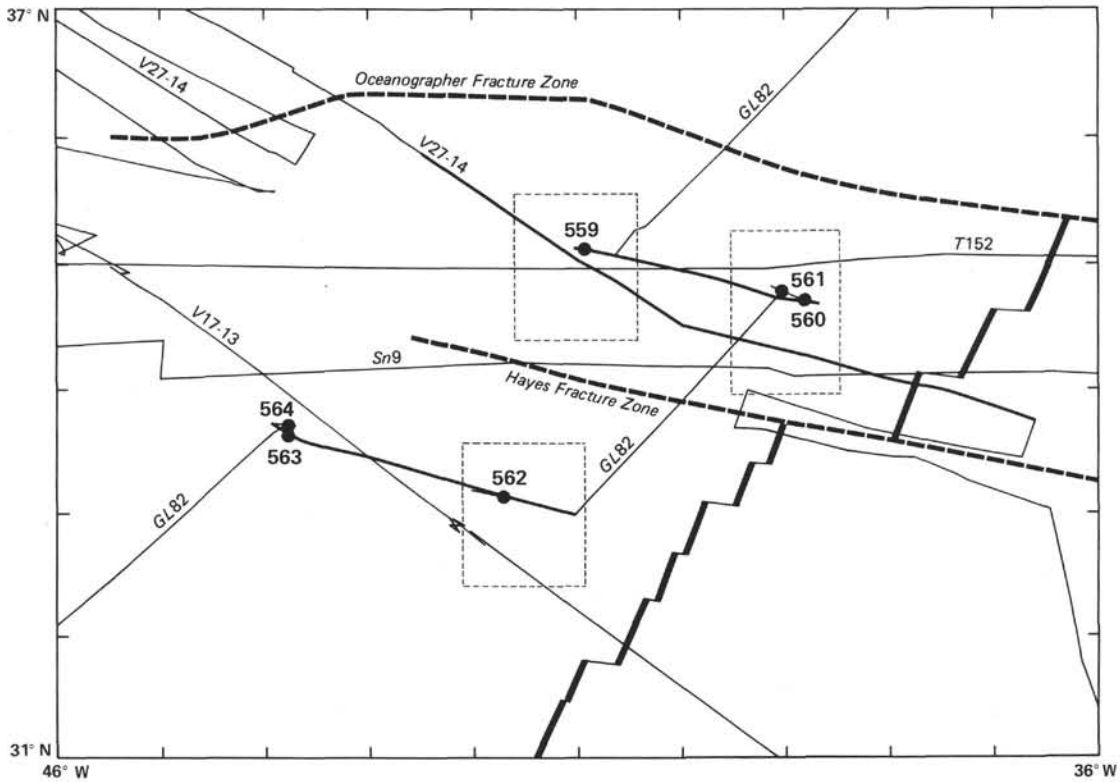 37° N
V27-14
Oceanographer Fracture Zone
GL82
V27-14
559
T152
561
560
V17-13
Sn9
Hayes Fracture Zone
564
563
GL82
562
GL82
31° N
46° W
36° W